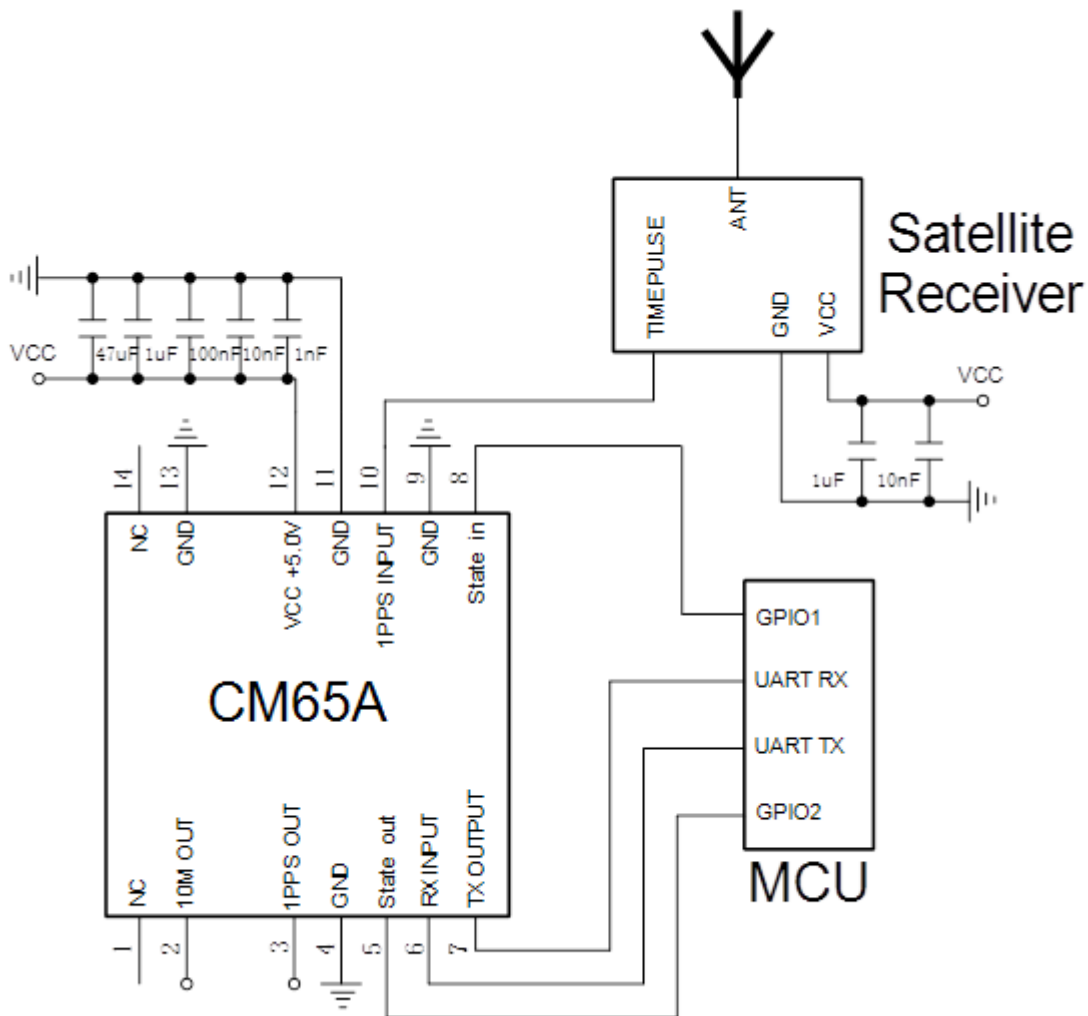 ANT
TIMEPULSE
GND
VCC
Satellite
Receiver
VCC
47uF
1uF
100nF
10nF
1nF
VCC
1uF
10nF
14
13
12
11
10
9
8
NC
GND
VCC +5.0V
GND
1PPS INPUT
GND
State in
CM65A
NC
10M OUT
1PPS OUT
GND
State out
RX INPUT
TX OUTPUT
1
2
3
4
5
6
7
GPIO1
UART RX
UART TX
GPIO2
MCU